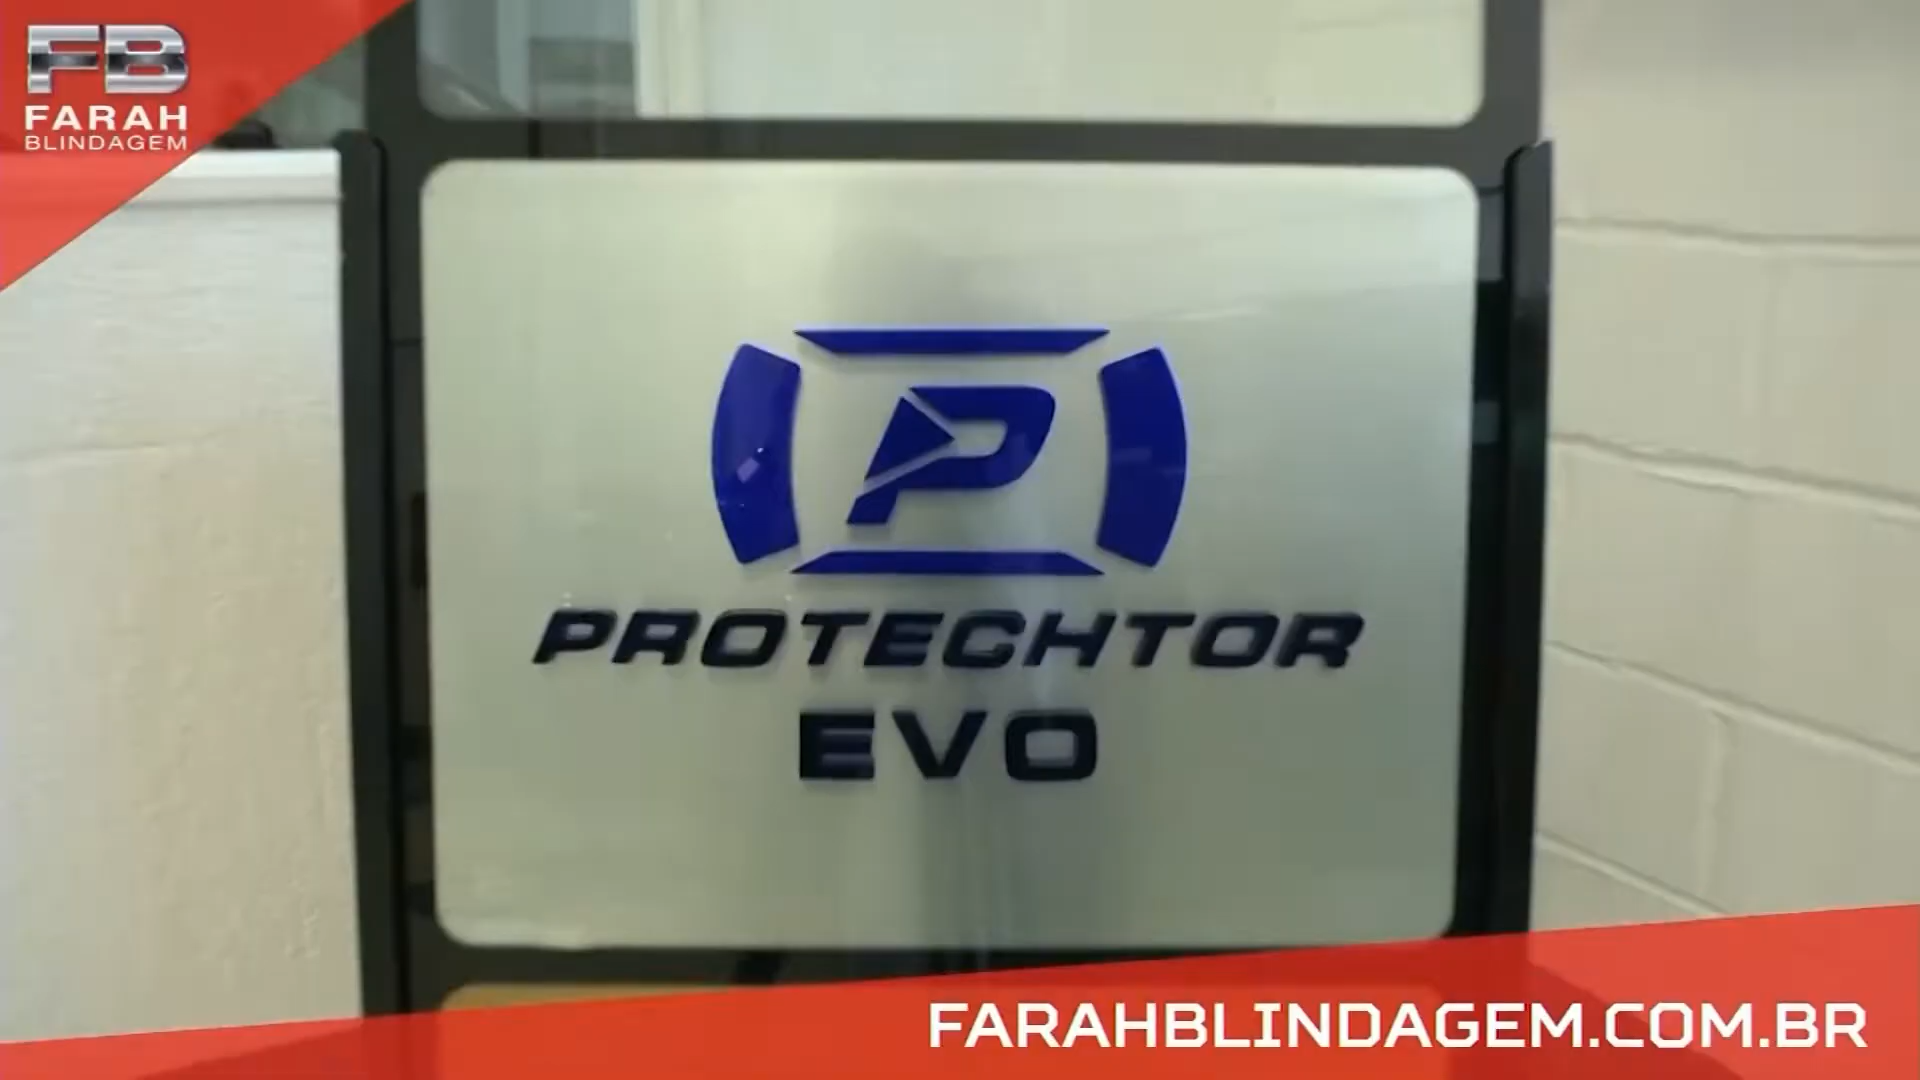 FB
FARAH
BLINDAGEM
P
PROTECHTOR
EVO
FARAHBLINDAGEM.COM.BR